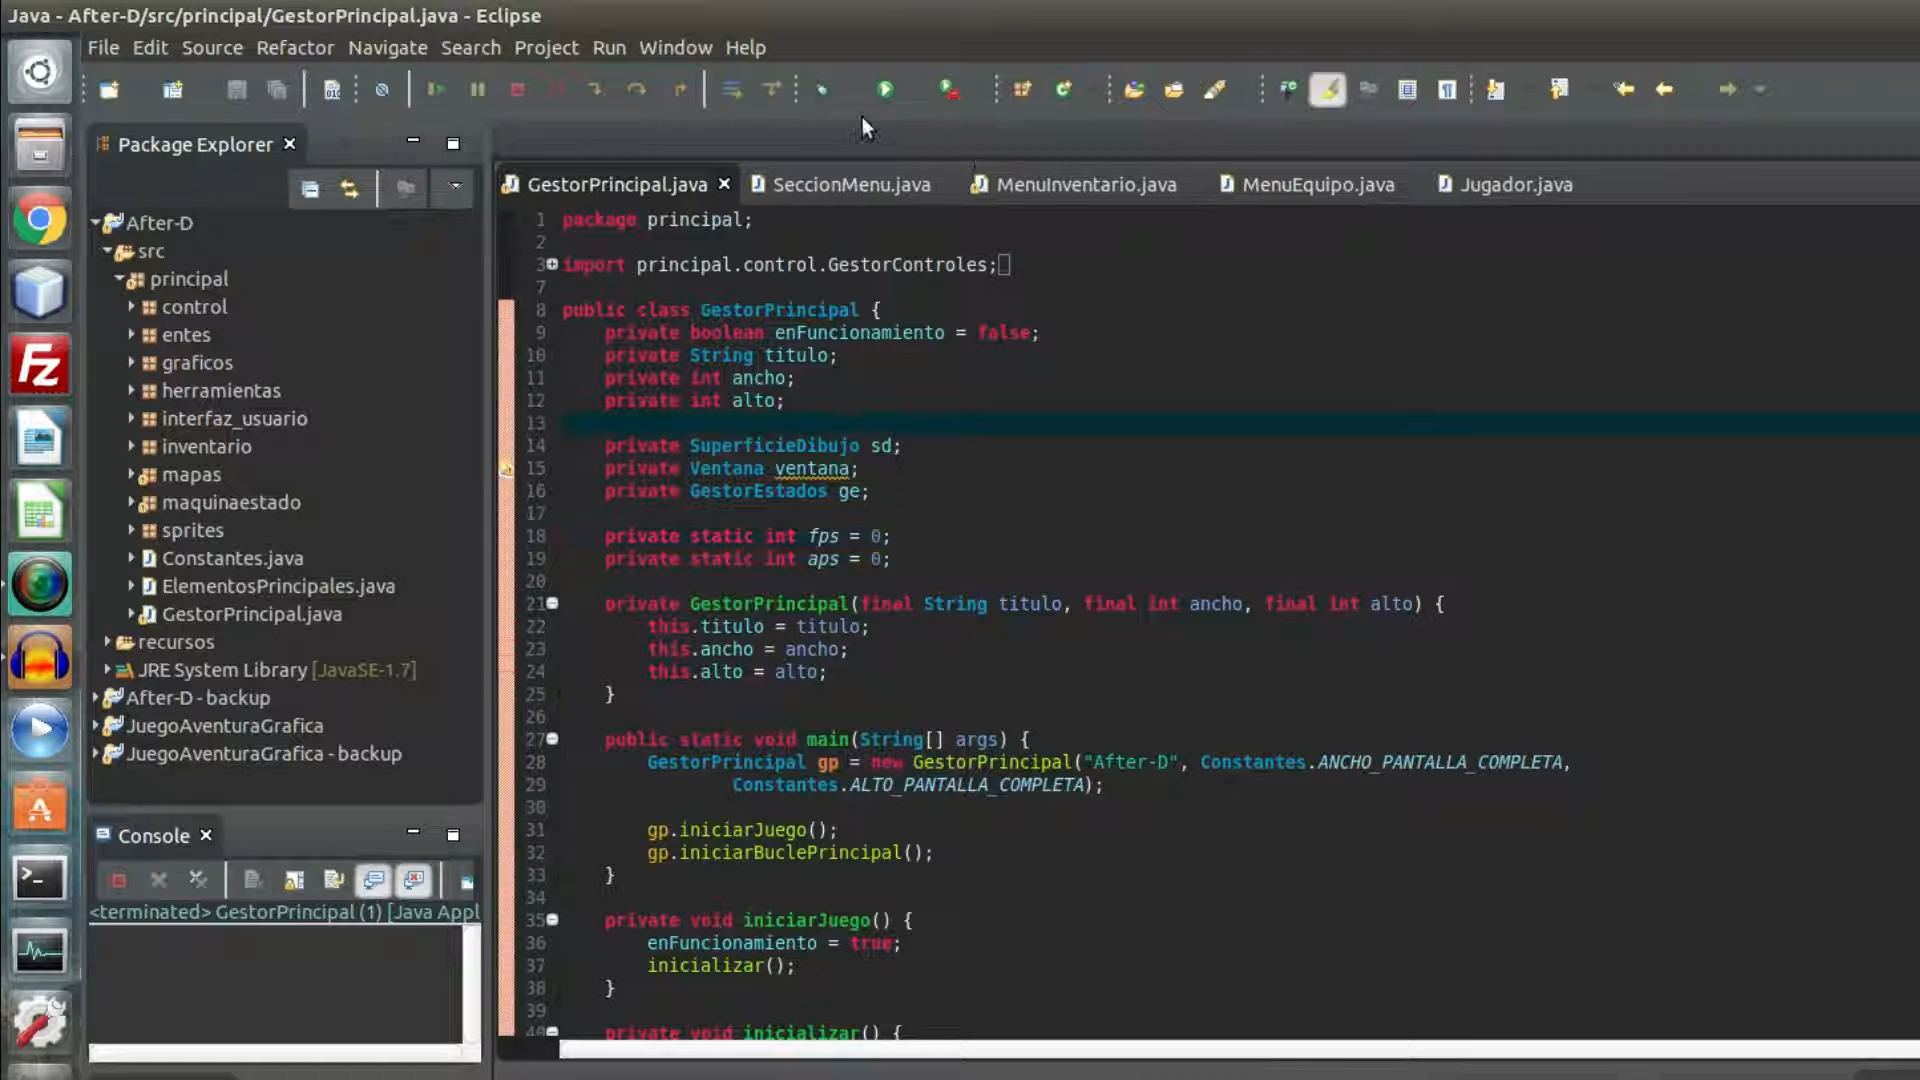 Java - After-D/src/principal/GestorPrincipal.java - Eclipse
File Edit Source Refactor Navigate Search Project Run Window Help
Package Explorer
After-D
src
principal
control
entes
graficos
herramientas
interfaz_usuario
inventario
mapas
maquinaestado
sprites
Constantes.java
ElementosPrincipales.java
GestorPrincipal.java
recursos
JRE System Library [JavaSE-1.7]
After-D - backup
JuegoAventuraGrafica
JuegoAventuraGrafica - backup
Console
<terminated> GestorPrincipal (1) [Java Appl
GestorPrincipal.java SeccionMenu.java MenuInventario.java MenuEquipo.java Jugador.java
1 package principal;
2
3 import principal.control.GestorControles;
7
8 public class GestorPrincipal {
9 private boolean enFuncionamiento = false;
10 private String titulo;
11 private int ancho;
12 private int alto;
13
14 private SuperficieDibujo sd;
15 private Ventana ventana;
16 private GestorEstados ge;
17
18 private static int fps = 0;
19 private static int aps = 0;
20
21 private GestorPrincipal(final String titulo, final int ancho, final int alto) {
22 this.titulo = titulo;
23 this.ancho = ancho;
24 this.alto = alto;
25 }
26
27 public static void main(String[] args) {
28 GestorPrincipal gp = new GestorPrincipal("After-D", Constantes.ANCHO_PANTALLA_COMPLETA,
29 Constantes.ALTO_PANTALLA_COMPLETA);
30
31 gp.iniciarJuego();
32 gp.iniciarBuclePrincipal();
33 }
34
35 private void iniciarJuego() {
36 enFuncionamiento = true;
37 inicializar();
38 }
39
40 private void inicializar() {